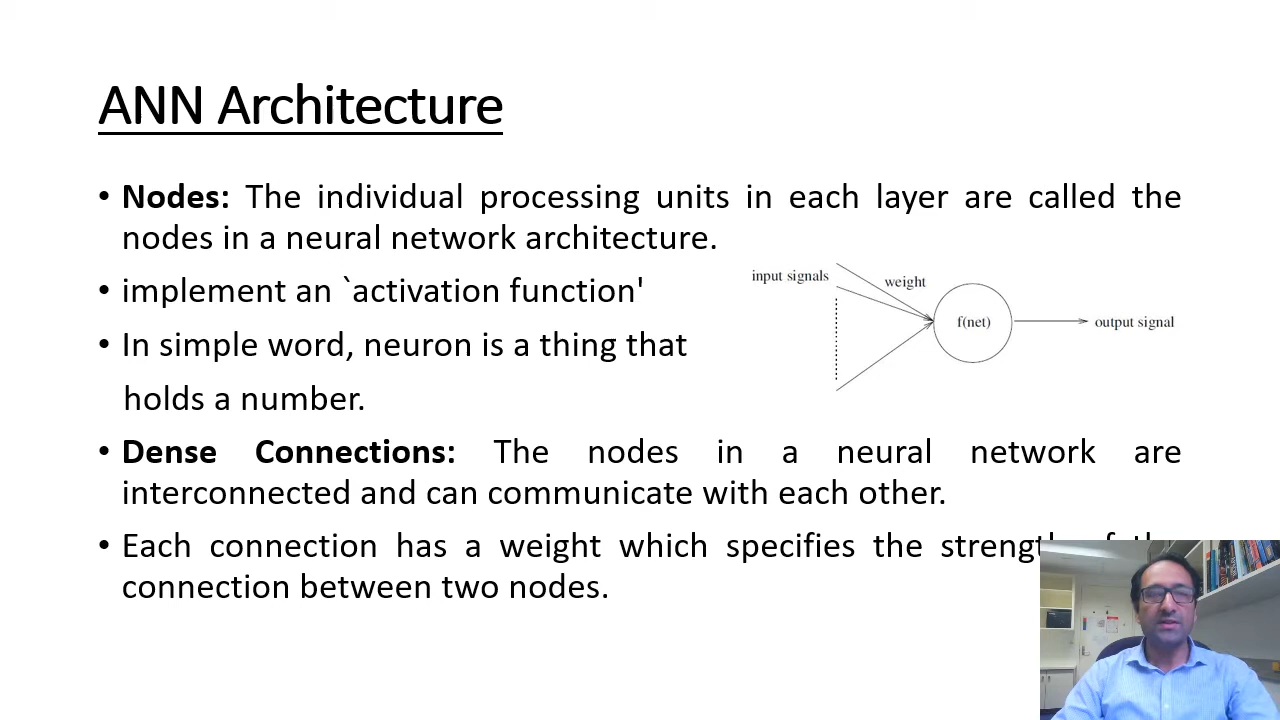 ANN Architecture
• Nodes: The individual processing units in each layer are called the
nodes in a neural network architecture.
input signals
weight
• implement an `activation function'
f(net)
output signal
• In simple word, neuron is a thing that
holds a number.
• Dense Connections: The nodes in a neural network are
interconnected and can communicate with each other.
• Each connection has a weight which specifies the
connection between two nodes.